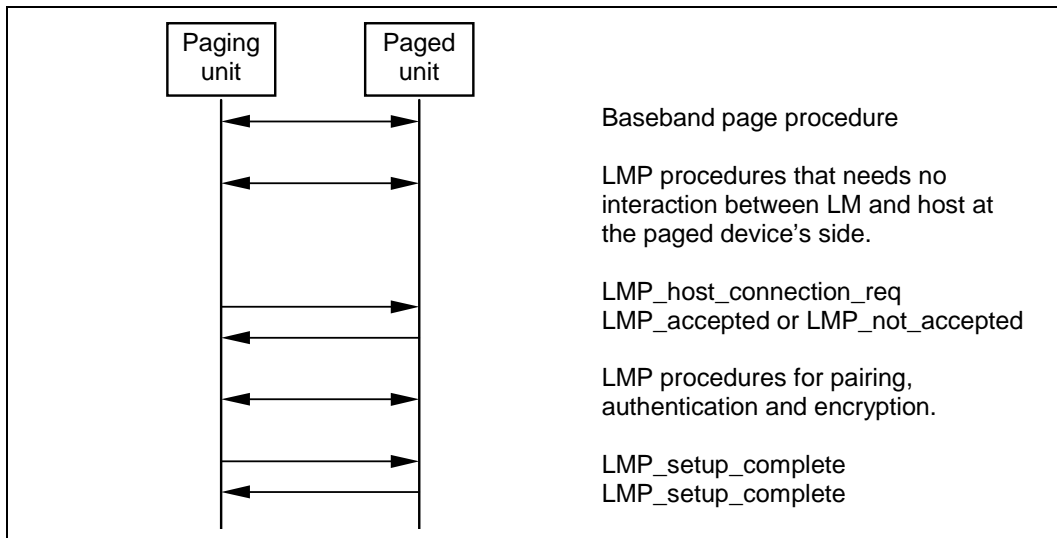 Paging
unit
Paged
unit
Baseband page procedure
LMP procedures that needs no
interaction between LM and host at
the paged device's side.
LMP_host_connection_req
LMP_accepted or LMP_not_accepted
LMP procedures for pairing,
authentication and encryption.
LMP_setup_complete
LMP_setup_complete